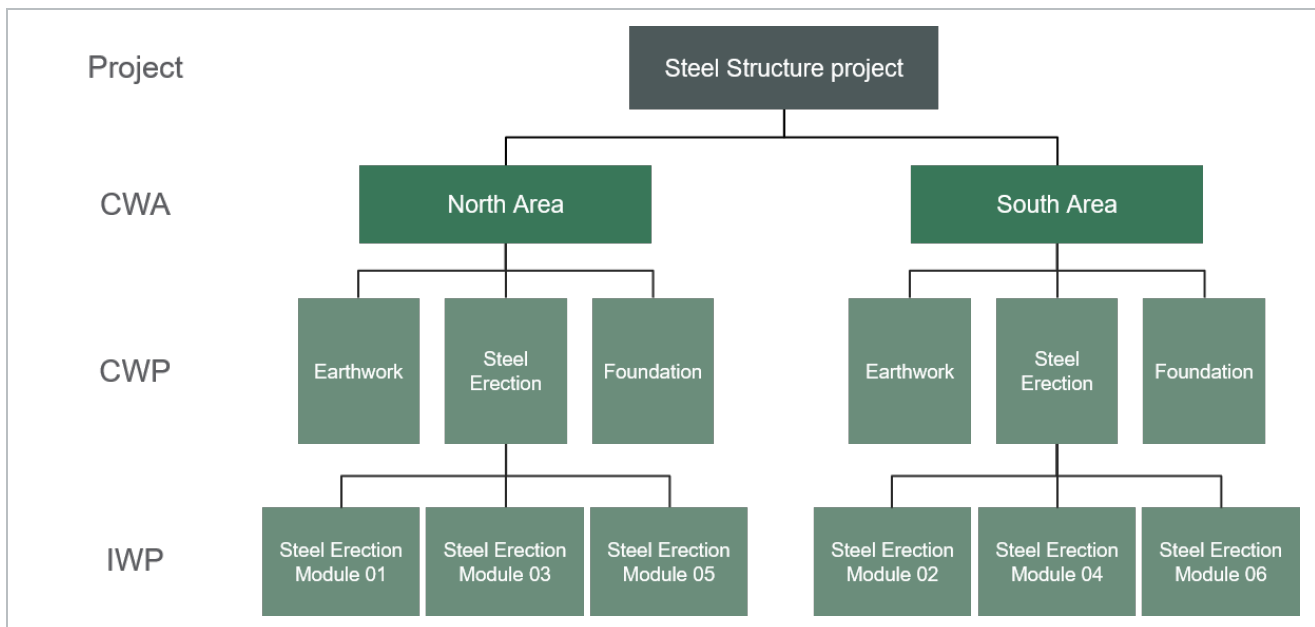 Project
Steel Structure project
CWA
North Area
South Area
CWP
Earthwork
Steel
Erection
Foundation
Earthwork
Steel
Erection
Foundation
IWP
Steel Erection
Module 01
Steel Erection
Module 03
Steel Erection
Module 05
Steel Erection
Module 02
Steel Erection
Module 04
Steel Erection
Module 06